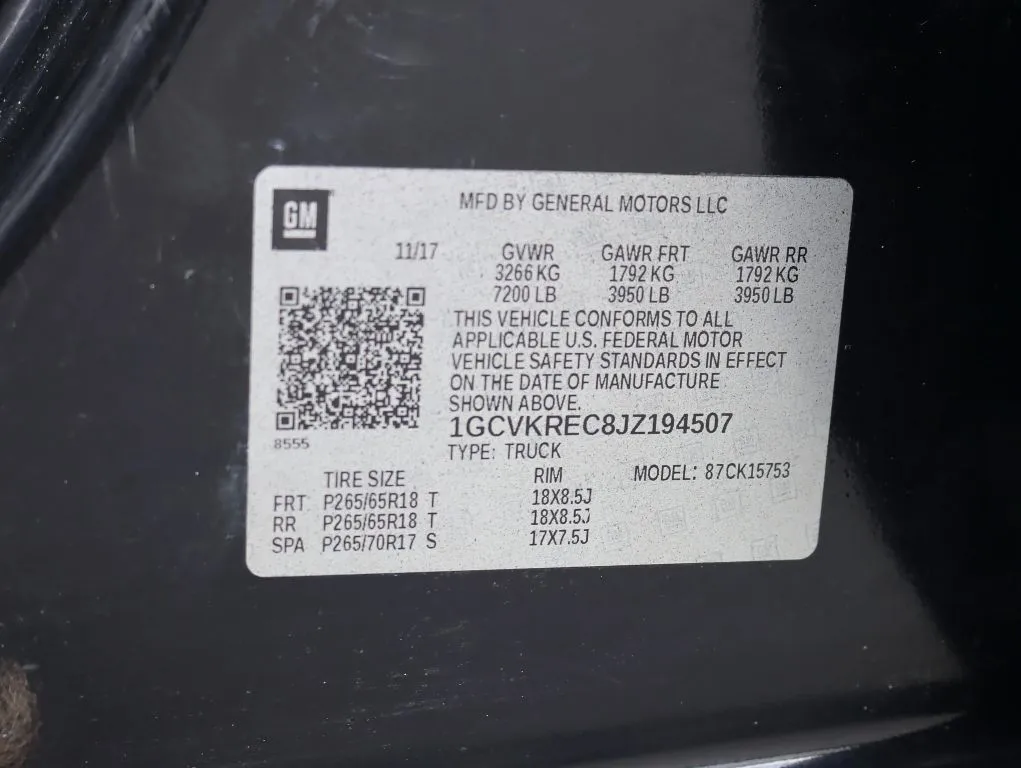 GM
MFD BY GENERAL MOTORS LLC
11/17 GVWR GAWR FRT GAWR RR
3266 KG 1792 KG 1792 KG
7200 LB 3950 LB 3950 LB
THIS VEHICLE CONFORMS TO ALL
APPLICABLE U.S. FEDERAL MOTOR
VEHICLE SAFETY STANDARDS IN EFFECT
ON THE DATE OF MANUFACTURE
SHOWN ABOVE.
8555
1GCVKREC8JZ194507
TYPE: TRUCK
TIRE SIZE RIM MODEL: 87CK15753
FRT P265/65R18 T 18X8.5J
RR P265/65R18 T 18X8.5J
SPA P265/70R17 S 17X7.5J